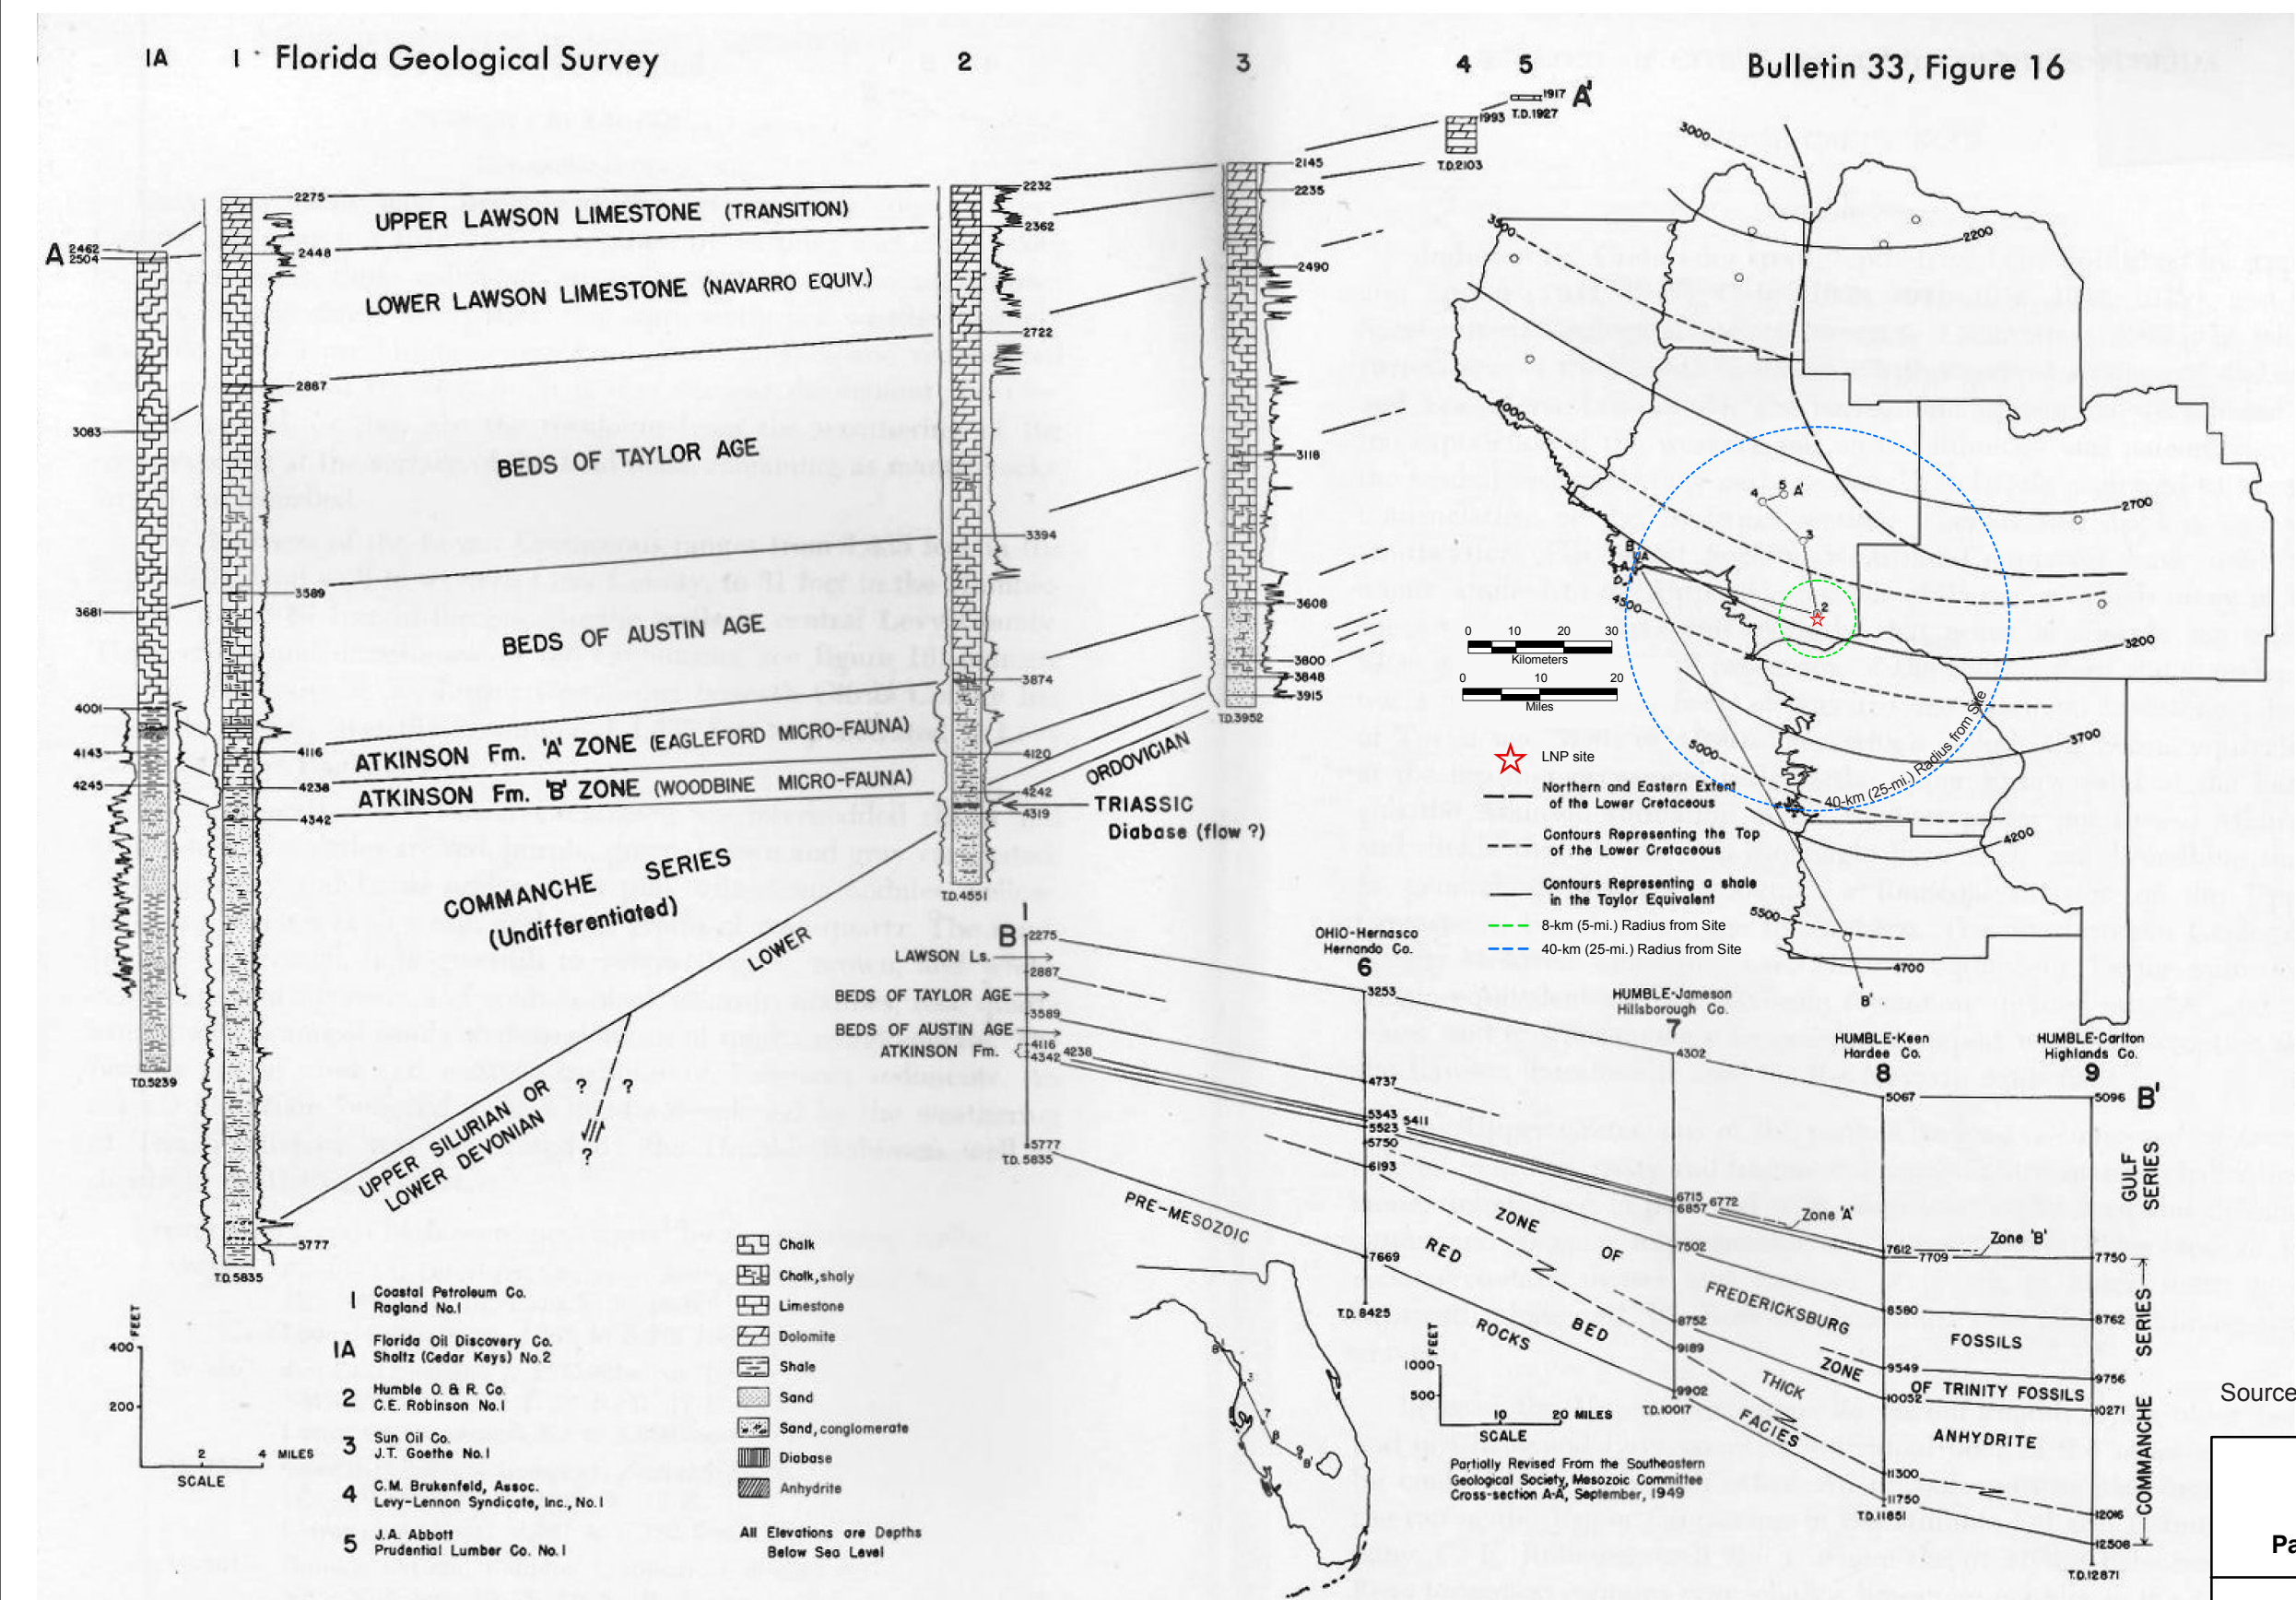 IA
1
Florida Geological Survey
2
3
4
5
Bulletin 33, Figure 16
A
2462
2504
3083
3681
4001
4143
4245
T.D.5239
2275
2448
2887
3589
4116
4238
4342
5777
T.D.5835
UPPER LAWSON LIMESTONE (TRANSITION)
LOWER LAWSON LIMESTONE (NAVARRO EQUIV.)
BEDS OF TAYLOR AGE
BEDS OF AUSTIN AGE
ATKINSON Fm. 'A' ZONE (EAGLEFORD MICRO-FAUNA)
ATKINSON Fm. 'B' ZONE (WOODBINE MICRO-FAUNA)
COMMANCHE SERIES
(Undifferentiated)
LOWER
ORDOVICIAN
UPPER SILURIAN OR
LOWER DEVONIAN
? ?
?
2232
2362
2722
3394
3874
4120
4242
4319
T.D.4551
TRIASSIC
Diabase (flow ?)
2145
2235
2490
3118
3608
3800
3848
3915
T.D.3952
1993
T.D.2103
1917
T.D.1927
A'
3000
3500
2200
4000
2700
4 5 A'
3
2
B
IA
A
4500
3200
5000
3700
4200
5500
4700
B'
40-km (25-mi.) Radius from Site
0 10 20 30
Kilometers
0 10 20
Miles
LNP site
Northern and Eastern Extent
of the Lower Cretaceous
Contours Representing the Top
of the Lower Cretaceous
Contours Representing a shale
in the Taylor Equivalent
8-km (5-mi.) Radius from Site
40-km (25-mi.) Radius from Site
B
1
2275
LAWSON Ls.
2887
BEDS OF TAYLOR AGE
3589
BEDS OF AUSTIN AGE
4116
ATKINSON Fm.
4342 4238
5777
T.D. 5835
PRE-MESOZOIC
ROCKS
OHIO-Hernasco
Hernando Co.
6
3253
4737
5343
5411
5523
5750
6193
7669
T.D. 8425
HUMBLE-Jameson
Hillsborough Co.
7
4302
6715
6772
6857
7502
8752
9189
9902
T.D.10017
HUMBLE-Keen
Hardee Co.
8
5067
7612
7709
8580
9549
10052
11300
11750
T.D.11851
HUMBLE-Carlton
Highlands Co.
9
5096
B'
7750
8762
9756
10271
12016
12508
T.D.12871
Zone 'A'
Zone 'B'
ZONE OF FREDERICKSBURG FOSSILS
RED BED THICK FACIES
ZONE OF TRINITY FOSSILS
ANHYDRITE
GULF
SERIES
COMMANCHE SERIES
1
Coastal Petroleum Co.
Ragland No.1
IA
Florida Oil Discovery Co.
Sholtz (Cedar Keys) No.2
2
Humble O. & R. Co.
C.E. Robinson No.1
3
Sun Oil Co.
J.T. Goethe No.1
4
C.M. Brukenfeld, Assoc.
Levy-Lennon Syndicate, Inc., No.1
5
J.A. Abbott
Prudential Lumber Co. No.1
FEET
400
200
2 4 MILES
SCALE
Chalk
Chalk, shaly
Limestone
Dolomite
Shale
Sand
Sand, conglomerate
Diabase
Anhydrite
All Elevations are Depths
Below Sea Level
1
B
3
7
8
9
B'
FEET
1000
500
10 20 MILES
SCALE
Partially Revised From the Southeastern
Geological Society, Mesozoic Committee
Cross-section A-A', September, 1949
Source
Pa